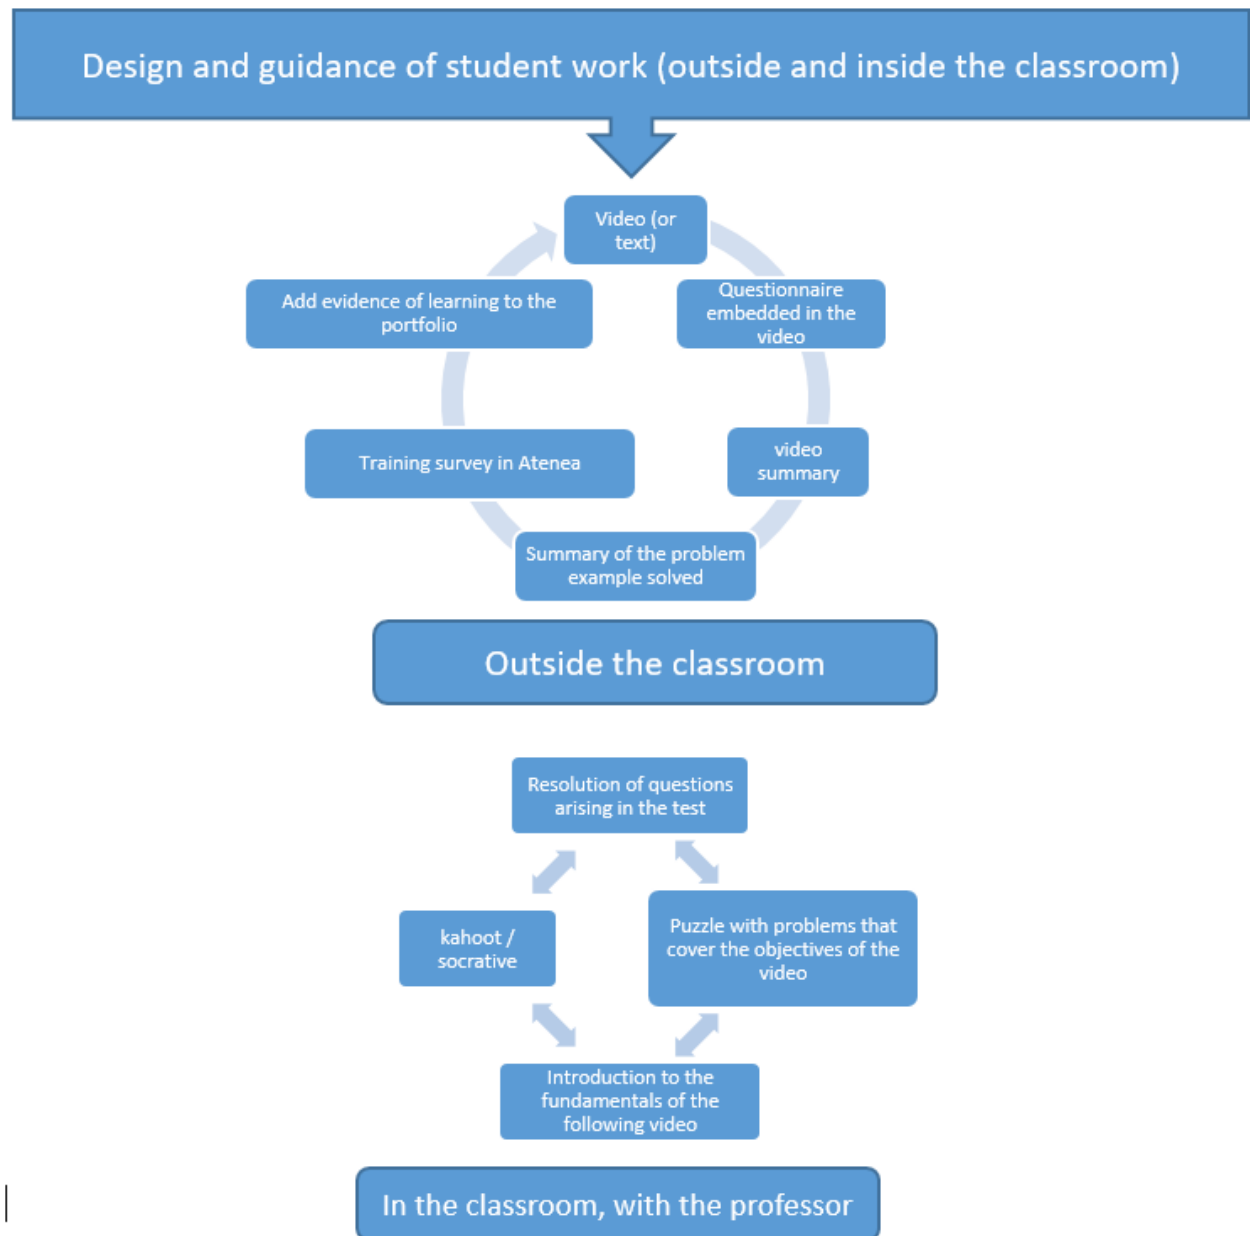 Design and guidance of student work (outside and inside the classroom)
Video (or
text)
Questionnaire
embedded in the
video
video
summary
Summary of the problem
example solved
Training survey in Atenea
Add evidence of learning to the
portfolio
Outside the classroom
Resolution of questions
arising in the test
Puzzle with problems that
cover the objectives of the
video
Introduction to the
fundamentals of the
following video
kahoot /
socrative
In the classroom, with the professor